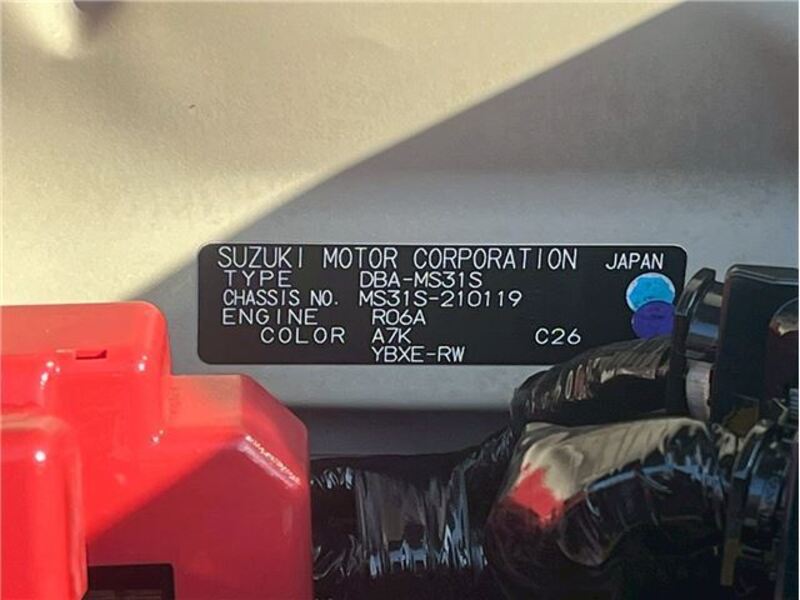 SUZUKI MOTOR CORPORATION JAPAN
TYPE DBA-MS31S
CHASSIS NO. MS31S-210119
ENGINE R06A
COLOR A7K C26
YBXE-RW